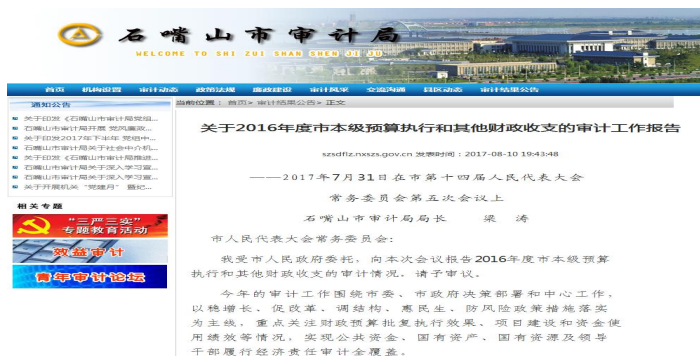 石嘴山市审计局
WELCOME TO SHI ZUI SHAN SHEN JI JU
首页 机构设置 审计动态 政策法规 廉政建设 审计风采 交流沟通 县区动态 审计结果公告
通知公告
关于印发《石嘴山市审计局党组...
石嘴山市审计局开展 党风廉政...
关于印发2017年下半年 党组中...
石嘴山市审计局关于社会中介机...
关于印发《石嘴山市审计局推进...
石嘴山市审计局关于深入学习宣...
石嘴山市审计局关于深入学习宣...
关于开展机关“党建月” 暨纪...
相关专题
“三严三实”
专题教育活动
效益审计
青年审计论坛
当前位置： 首页> 审计结果公告> 正文
关于2016年度市本级预算执行和其他财政收支的审计工作报告
szsdflz.nxszs.gov.cn 发表时间：2017-08-10 19:43:48
——2017年7月31日在市第十四届人民代表大会
常务委员会第五次会议上
石嘴山市审计局局长 梁 涛
市人民代表大会常务委员会:
我受市人民政府委托，向本次会议报告2016年度市本级预算
执行和其他财政收支的审计情况。请予审议。
今年的审计工作围绕市委、市政府决策部署和中心工作，
以稳增长、促改革、调结构、惠民生、防风险政策措施落实
为主线，重点关注财政预算批复执行效果、项目建设和资金使
用绩效等情况，实现公共资金、国有资产、国有资源及领导
干部履行经济责任审计全覆盖。